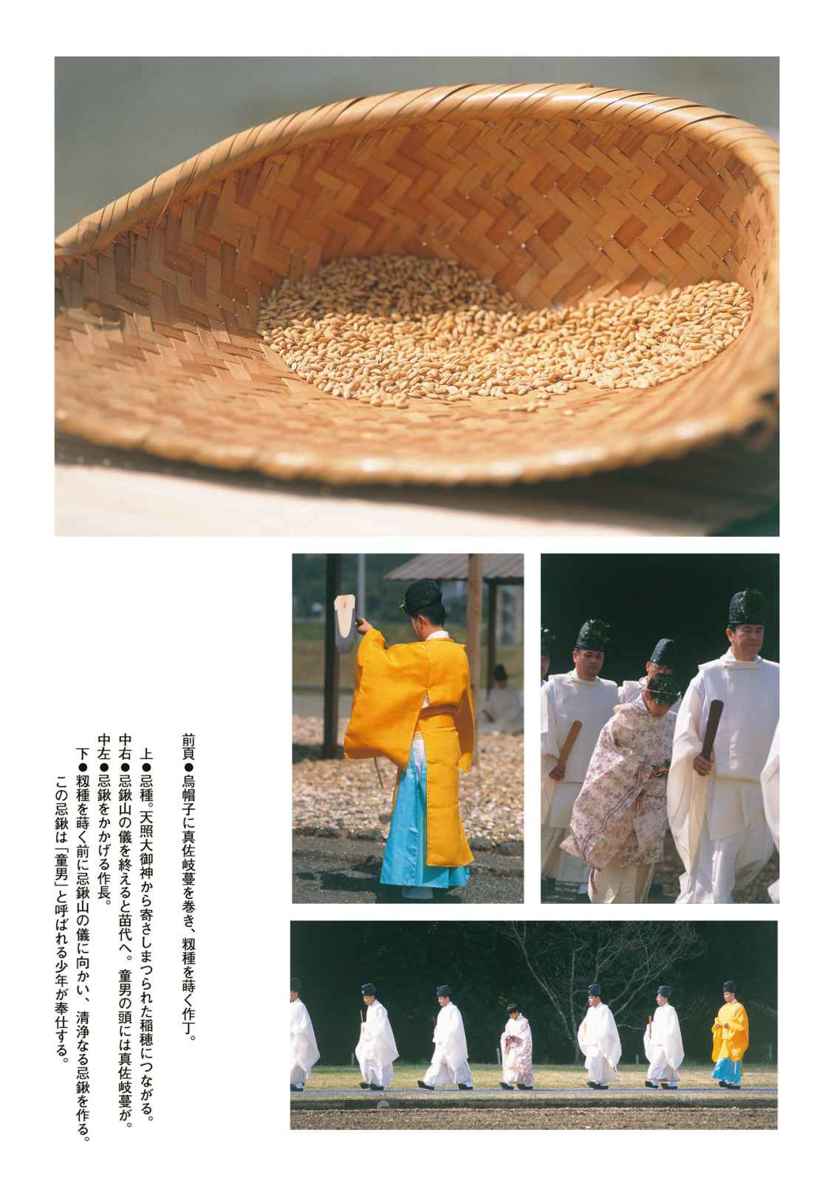 前頁●烏帽子に真佐岐蔓を巻き、籾種を蒔く作丁。
上●忌種。天照大御神から寄さしまつられた稲穂につながる。
中右●忌鍬山の儀を終えると苗代へ。童男の頭には真佐岐蔓が。
中左●忌鍬をかかげる作長。
下●籾種を蒔く前に忌鍬山の儀に向かい、清浄なる忌鍬を作る。
この忌鍬は「童男」と呼ばれる少年が奉仕する。